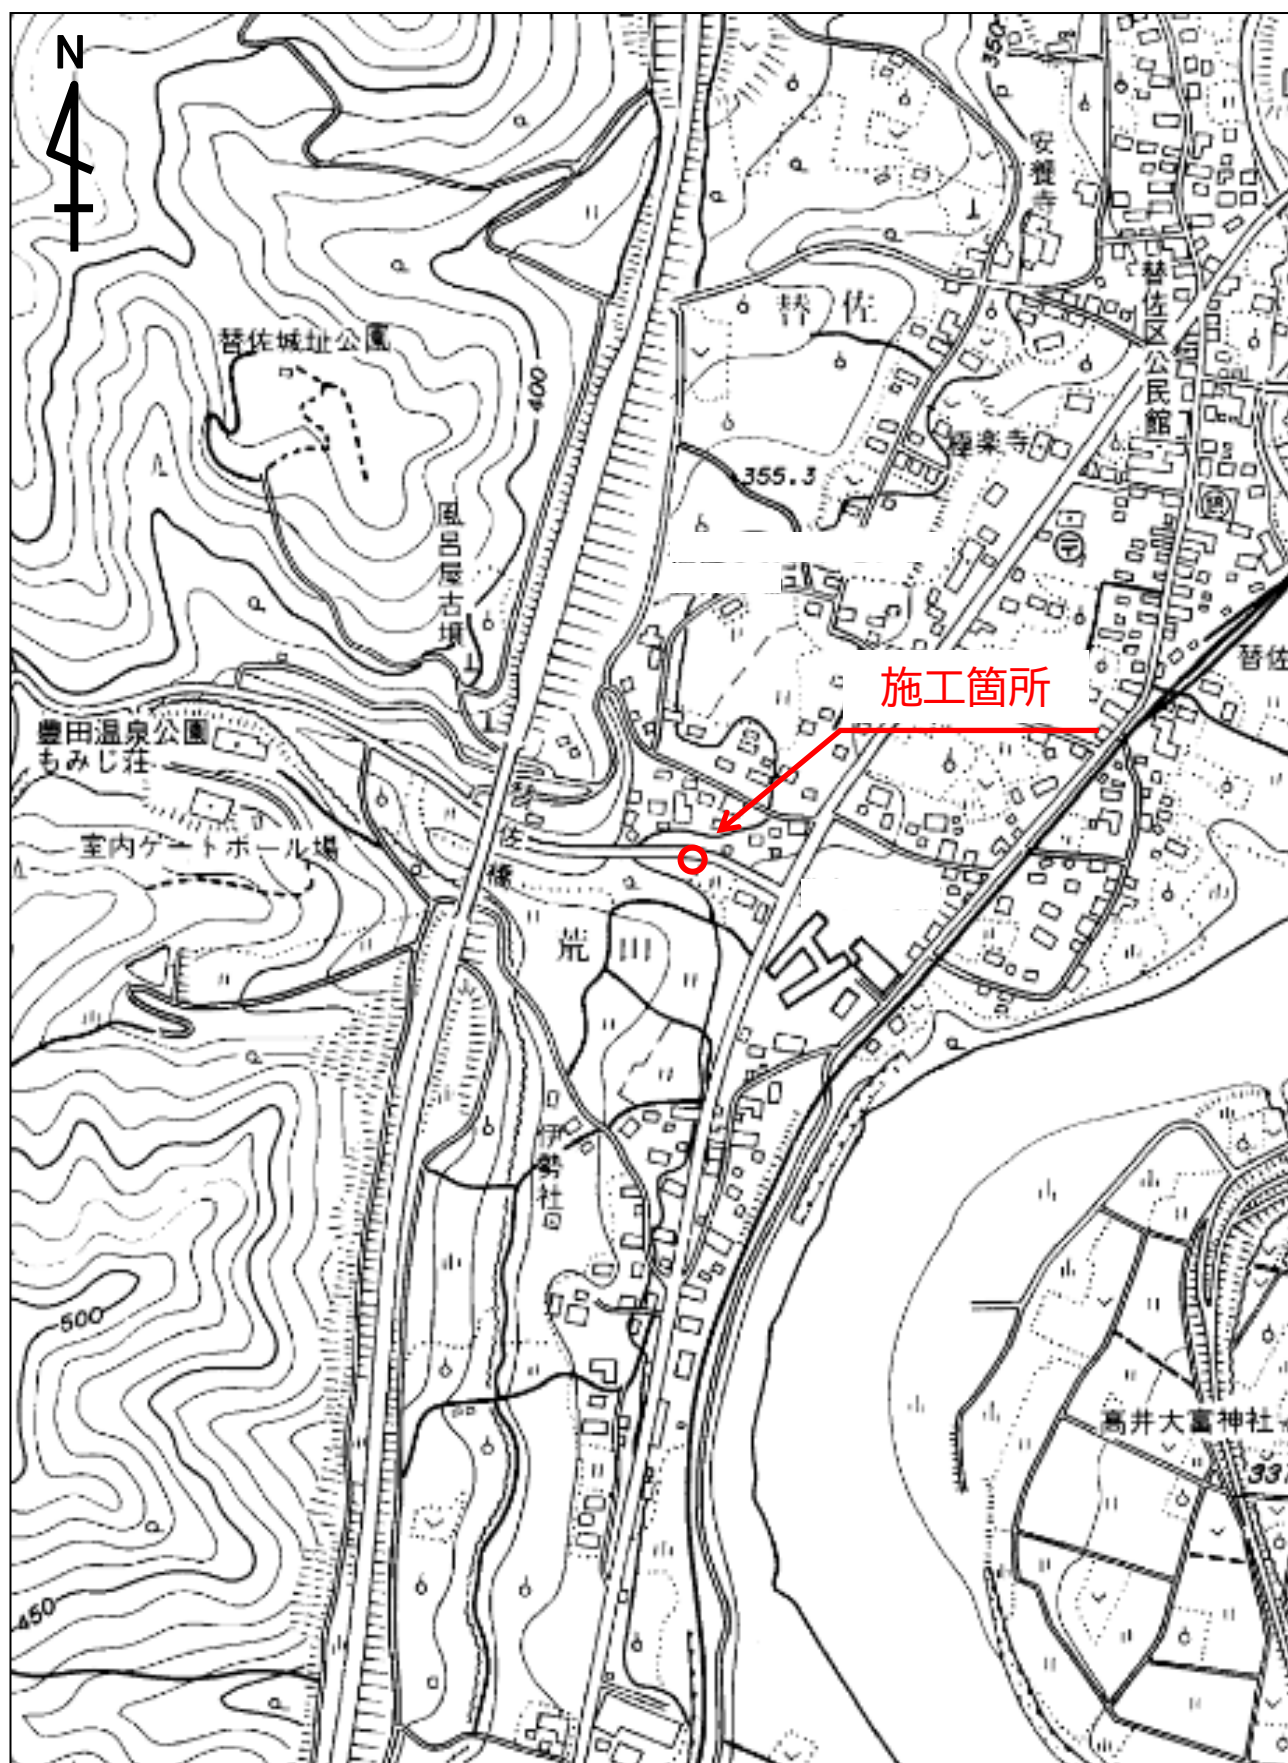 N
350
安養寺
替佐区公民館
替佐
替佐城址公園
400
極楽寺
355.3
風呂屋古墳
替佐
施工箇所
豊田温泉公園
もみじ荘
替佐橋
室内ゲートボール場
荒田
伊勢社
500
高井大富神社
337
450